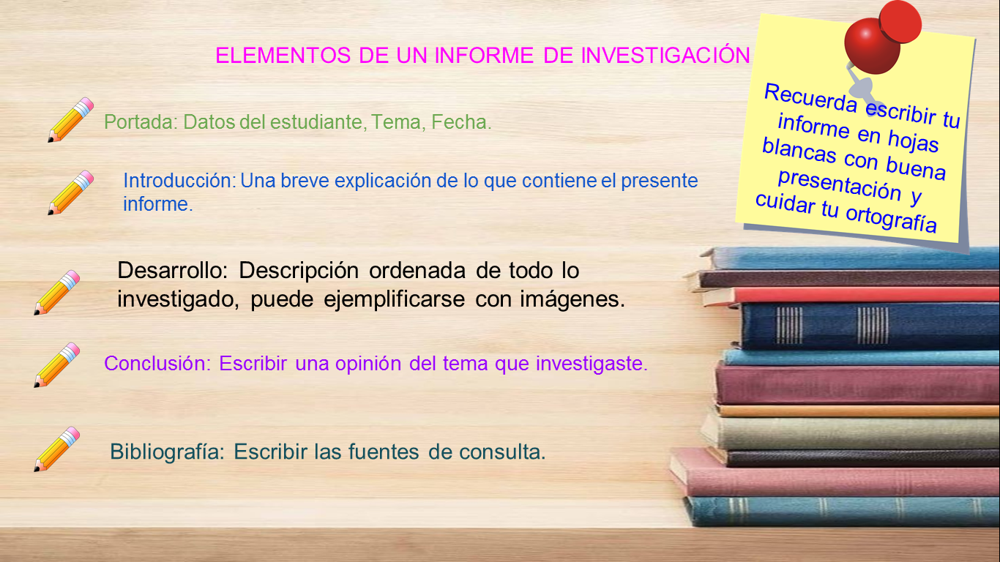 ELEMENTOS DE UN INFORME DE INVESTIGACIÓN
Portada: Datos del estudiante, Tema, Fecha.
Introducción: Una breve explicación de lo que contiene el presente
informe.
Desarrollo: Descripción ordenada de todo lo
investigado, puede ejemplificarse con imágenes.
Conclusión: Escribir una opinión del tema que investigaste.
Bibliografía: Escribir las fuentes de consulta.
Recuerda escribir tu
informe en hojas
blancas con buena
presentación y
cuidar tu ortografía